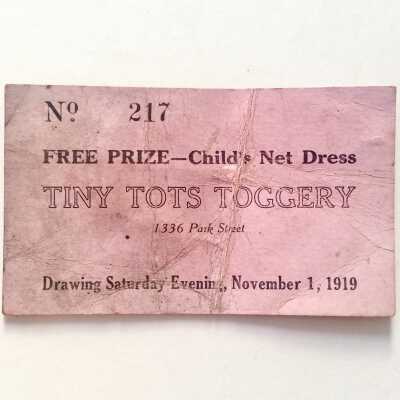 Nº 217
FREE PRIZE—Child's Net Dress
TINY TOTS TOGGERY
1336 Park Street
Drawing Saturday Evening, November 1, 1919